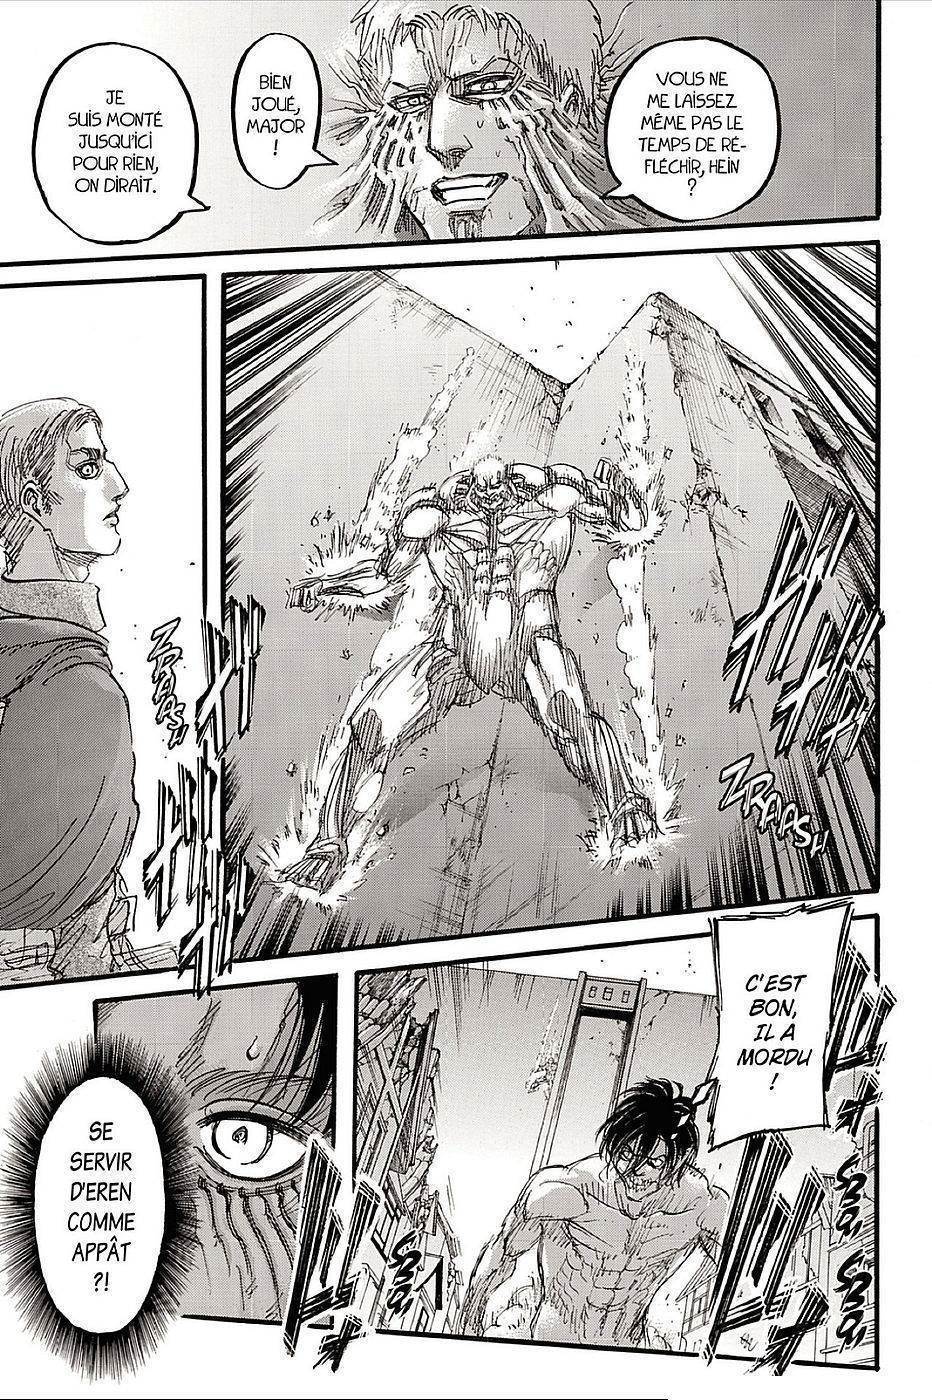 VOUS NE
ME LAISSEZ
MÊME PAS LE
TEMPS DE RÉ-
FLÉCHIR, HEIN
?
BIEN
JOUÉ,
MAJOR
!
JE
SUIS MONTÉ
JUSQU'ICI
POUR RIEN,
ON DIRAIT.
ZRAASH
ZRAASH
C'EST
BON,
IL A
MORDU
!
SE
SERVIR
D'EREN
COMME
APPÂT
?!